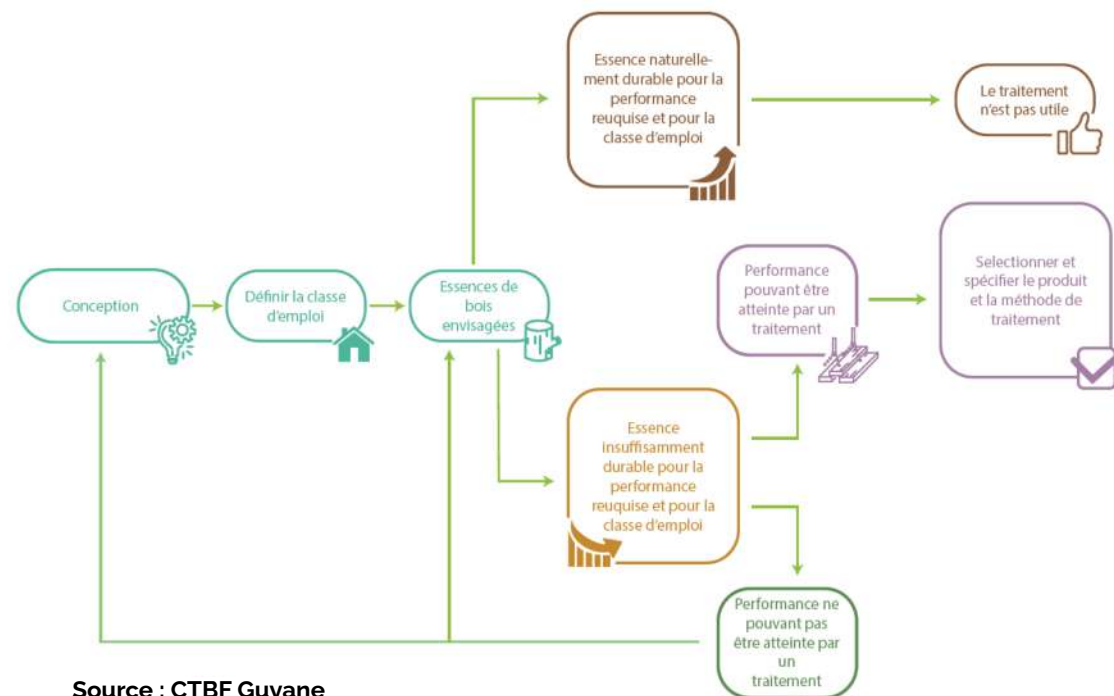 Essence naturelle-
ment durable pour la
performance
reuquise et pour la
classe d'emploi
Le traitement
n'est pas utile
Conception
Définir la classe
d'emploi
Essences de
bois
envisagées
Performance
pouvant être
atteinte par un
traitement
Selectionner et
spécifier le produit
et la méthode de
traitement
Essence
insuffisamment
durable pour la
performance
reuquise et pour la
classe d'emploi
Performance ne
pouvant pas
être atteinte par
un
traitement
Source : CTBF Guyane